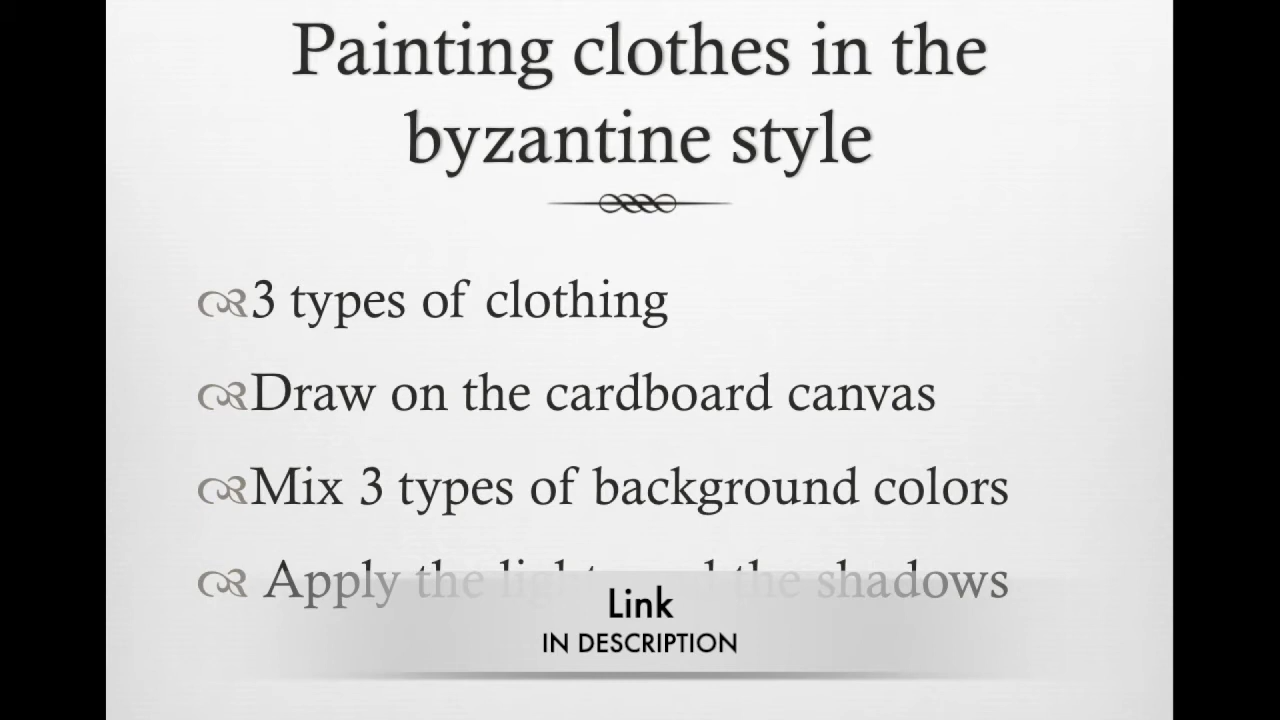 Painting clothes in the
byzantine style
3 types of clothing
Draw on the cardboard canvas
Mix 3 types of background colors
Apply the light and the shadows
Link
IN DESCRIPTION